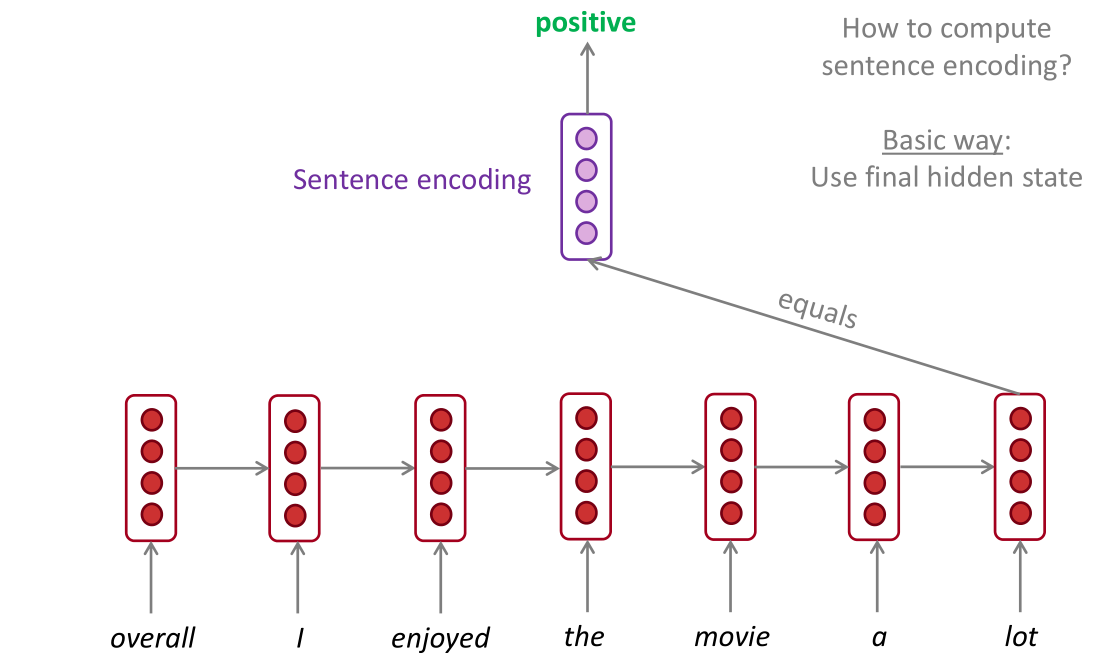 positive
How to compute
sentence encoding?
Basic way:
Use final hidden state
Sentence encoding
equals
overall I enjoyed the movie a lot